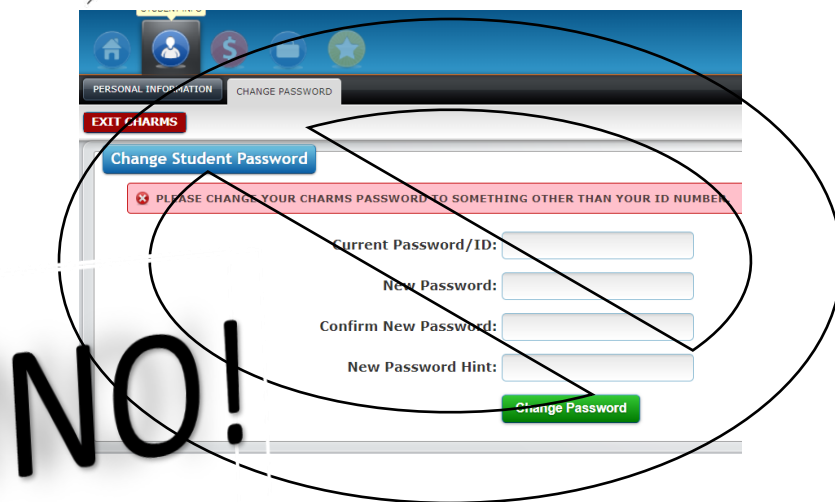 STUDENT INFO
PERSONAL INFORMATION
CHANGE PASSWORD
EXIT CHARMS
Change Student Password
PLEASE CHANGE YOUR CHARMS PASSWORD TO SOMETHING OTHER THAN YOUR ID NUMBER.
Current Password/ID:
New Password:
Confirm New Password:
New Password Hint:
Change Password
NO!